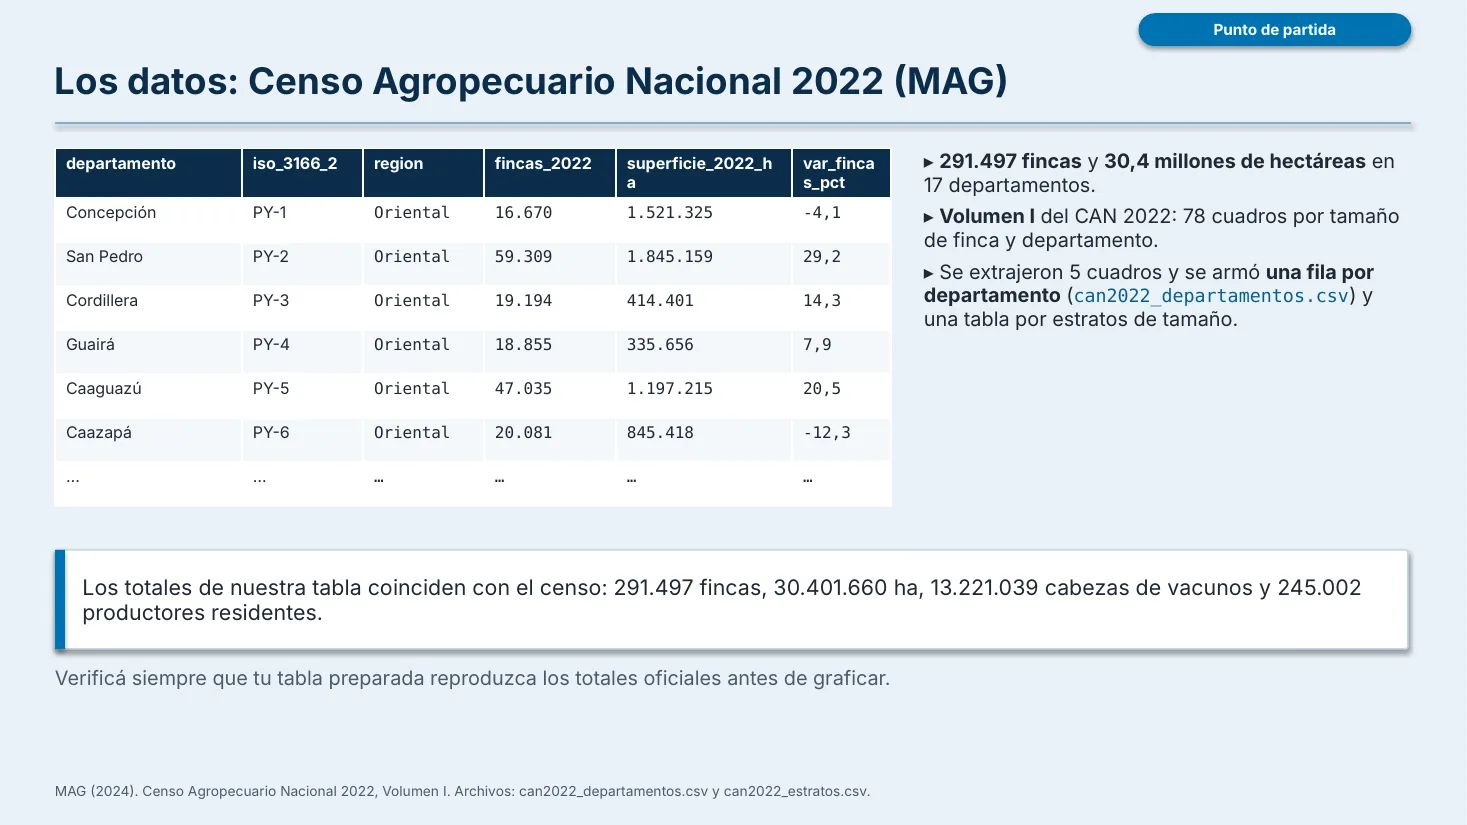 Punto de partida
Los datos: Censo Agropecuario Nacional 2022 (MAG)
departamento iso_3166_2 region fincas_2022 superficie_2022_h var_finca
a s_pct
Concepción PY-1 Oriental 16.670 1.521.325 -4,1
San Pedro PY-2 Oriental 59.309 1.845.159 29,2
Cordillera PY-3 Oriental 19.194 414.401 14,3
Guairá PY-4 Oriental 18.855 335.656 7,9
Caaguazú PY-5 Oriental 47.035 1.197.215 20,5
Caazapá PY-6 Oriental 20.081 845.418 -12,3
… … … … … …
▸ 291.497 fincas y 30,4 millones de hectáreas en
17 departamentos.
▸ Volumen I del CAN 2022: 78 cuadros por tamaño
de finca y departamento.
▸ Se extrajeron 5 cuadros y se armó una fila por
departamento (can2022_departamentos.csv) y
una tabla por estratos de tamaño.
Los totales de nuestra tabla coinciden con el censo: 291.497 fincas, 30.401.660 ha, 13.221.039 cabezas de vacunos y 245.002
productores residentes.
Verificá siempre que tu tabla preparada reproduzca los totales oficiales antes de graficar.
MAG (2024). Censo Agropecuario Nacional 2022, Volumen I. Archivos: can2022_departamentos.csv y can2022_estratos.csv.